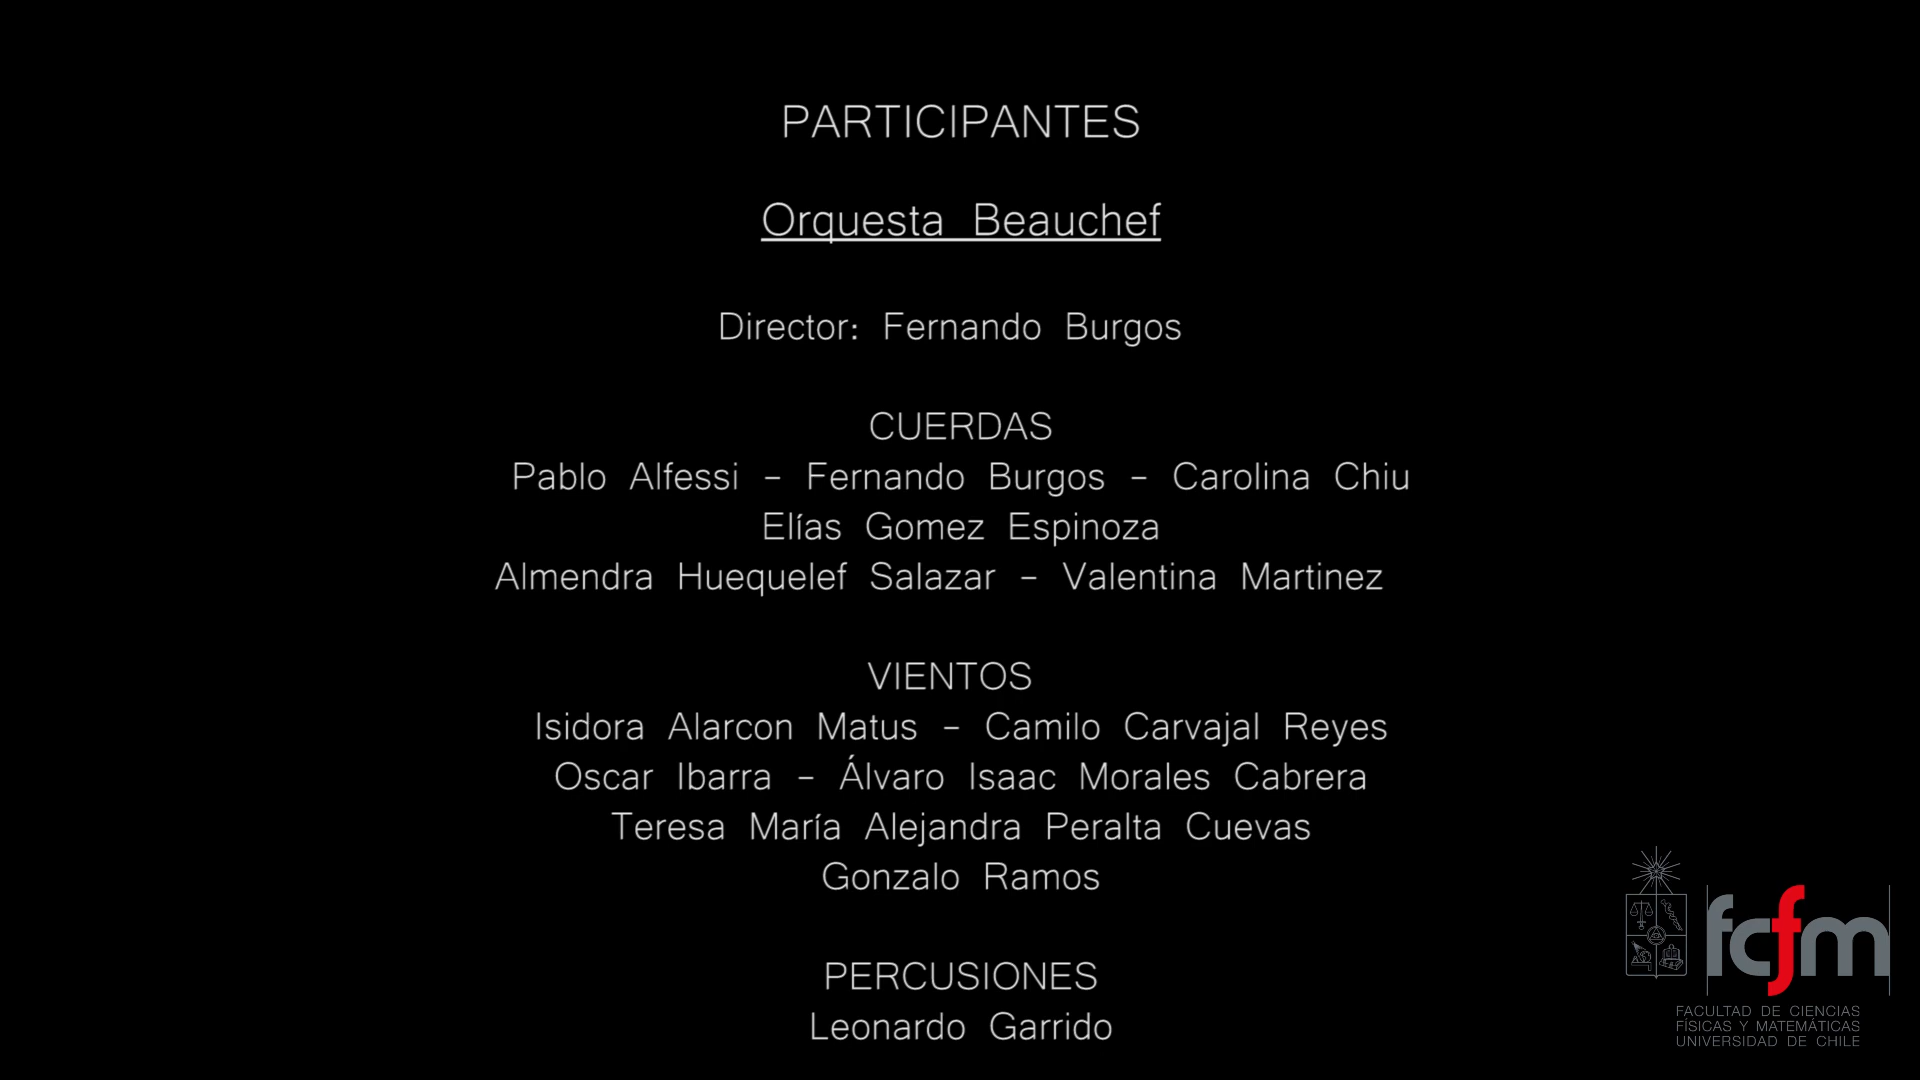 PARTICIPANTES
Orquesta Beauchef
Director: Fernando Burgos
CUERDAS
Pablo Alfessi - Fernando Burgos - Carolina Chiu
Elías Gomez Espinoza
Almendra Huequelef Salazar - Valentina Martinez
VIENTOS
Isidora Alarcon Matus - Camilo Carvajal Reyes
Oscar Ibarra - Álvaro Isaac Morales Cabrera
Teresa María Alejandra Peralta Cuevas
Gonzalo Ramos
PERCUSIONES
Leonardo Garrido
fcfm
FACULTAD DE CIENCIAS
FÍSICAS Y MATEMÁTICAS
UNIVERSIDAD DE CHILE